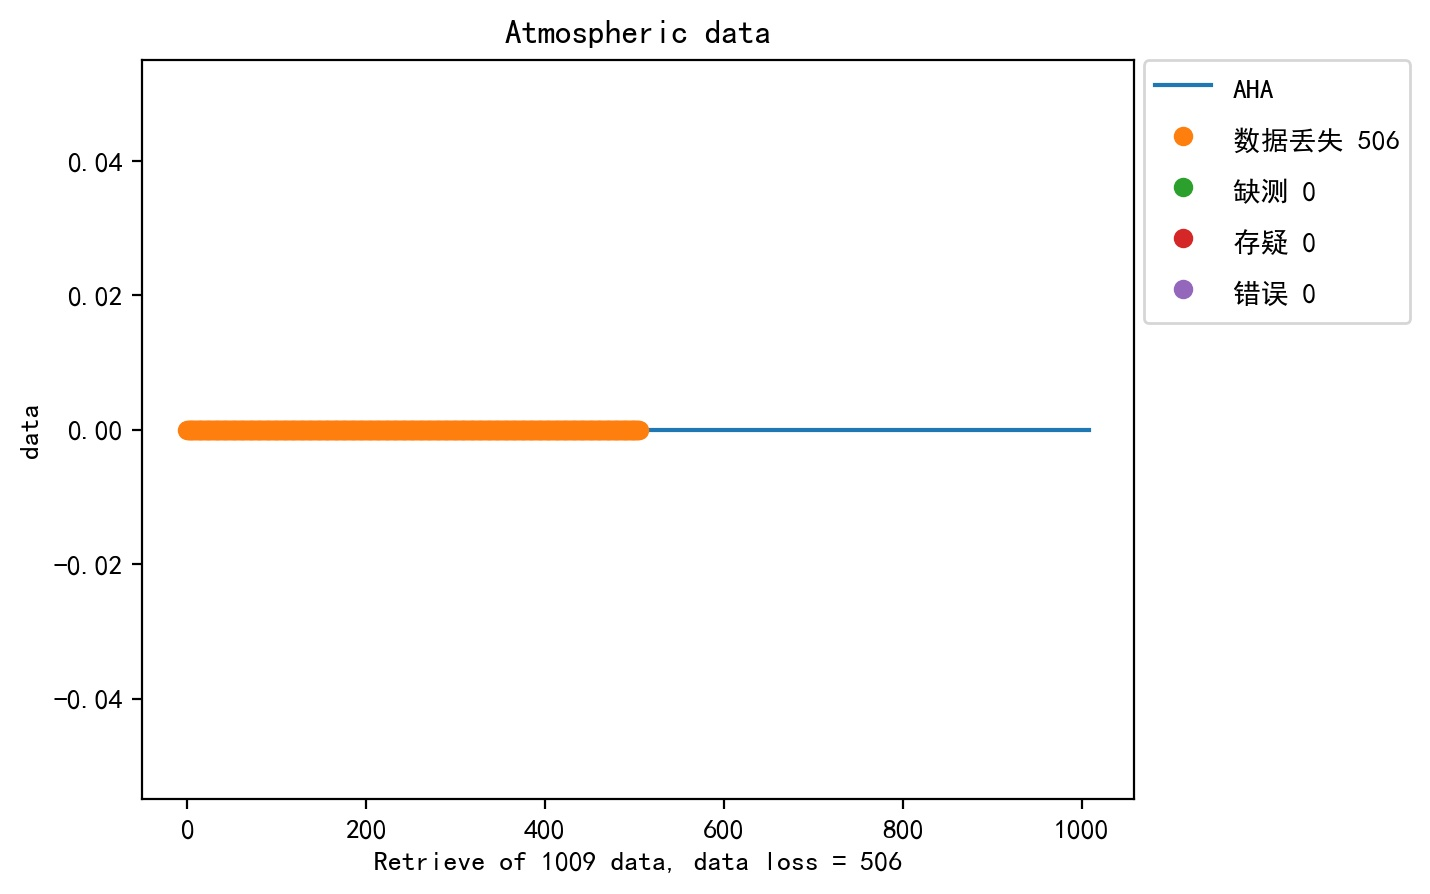 Atmospheric data
AHA
数据丢失 506
缺测 0
存疑 0
错误 0
data
0.04
0.02
0.00
-0.02
-0.04
0
200
400
600
800
1000
Retrieve of 1009 data, data loss = 506